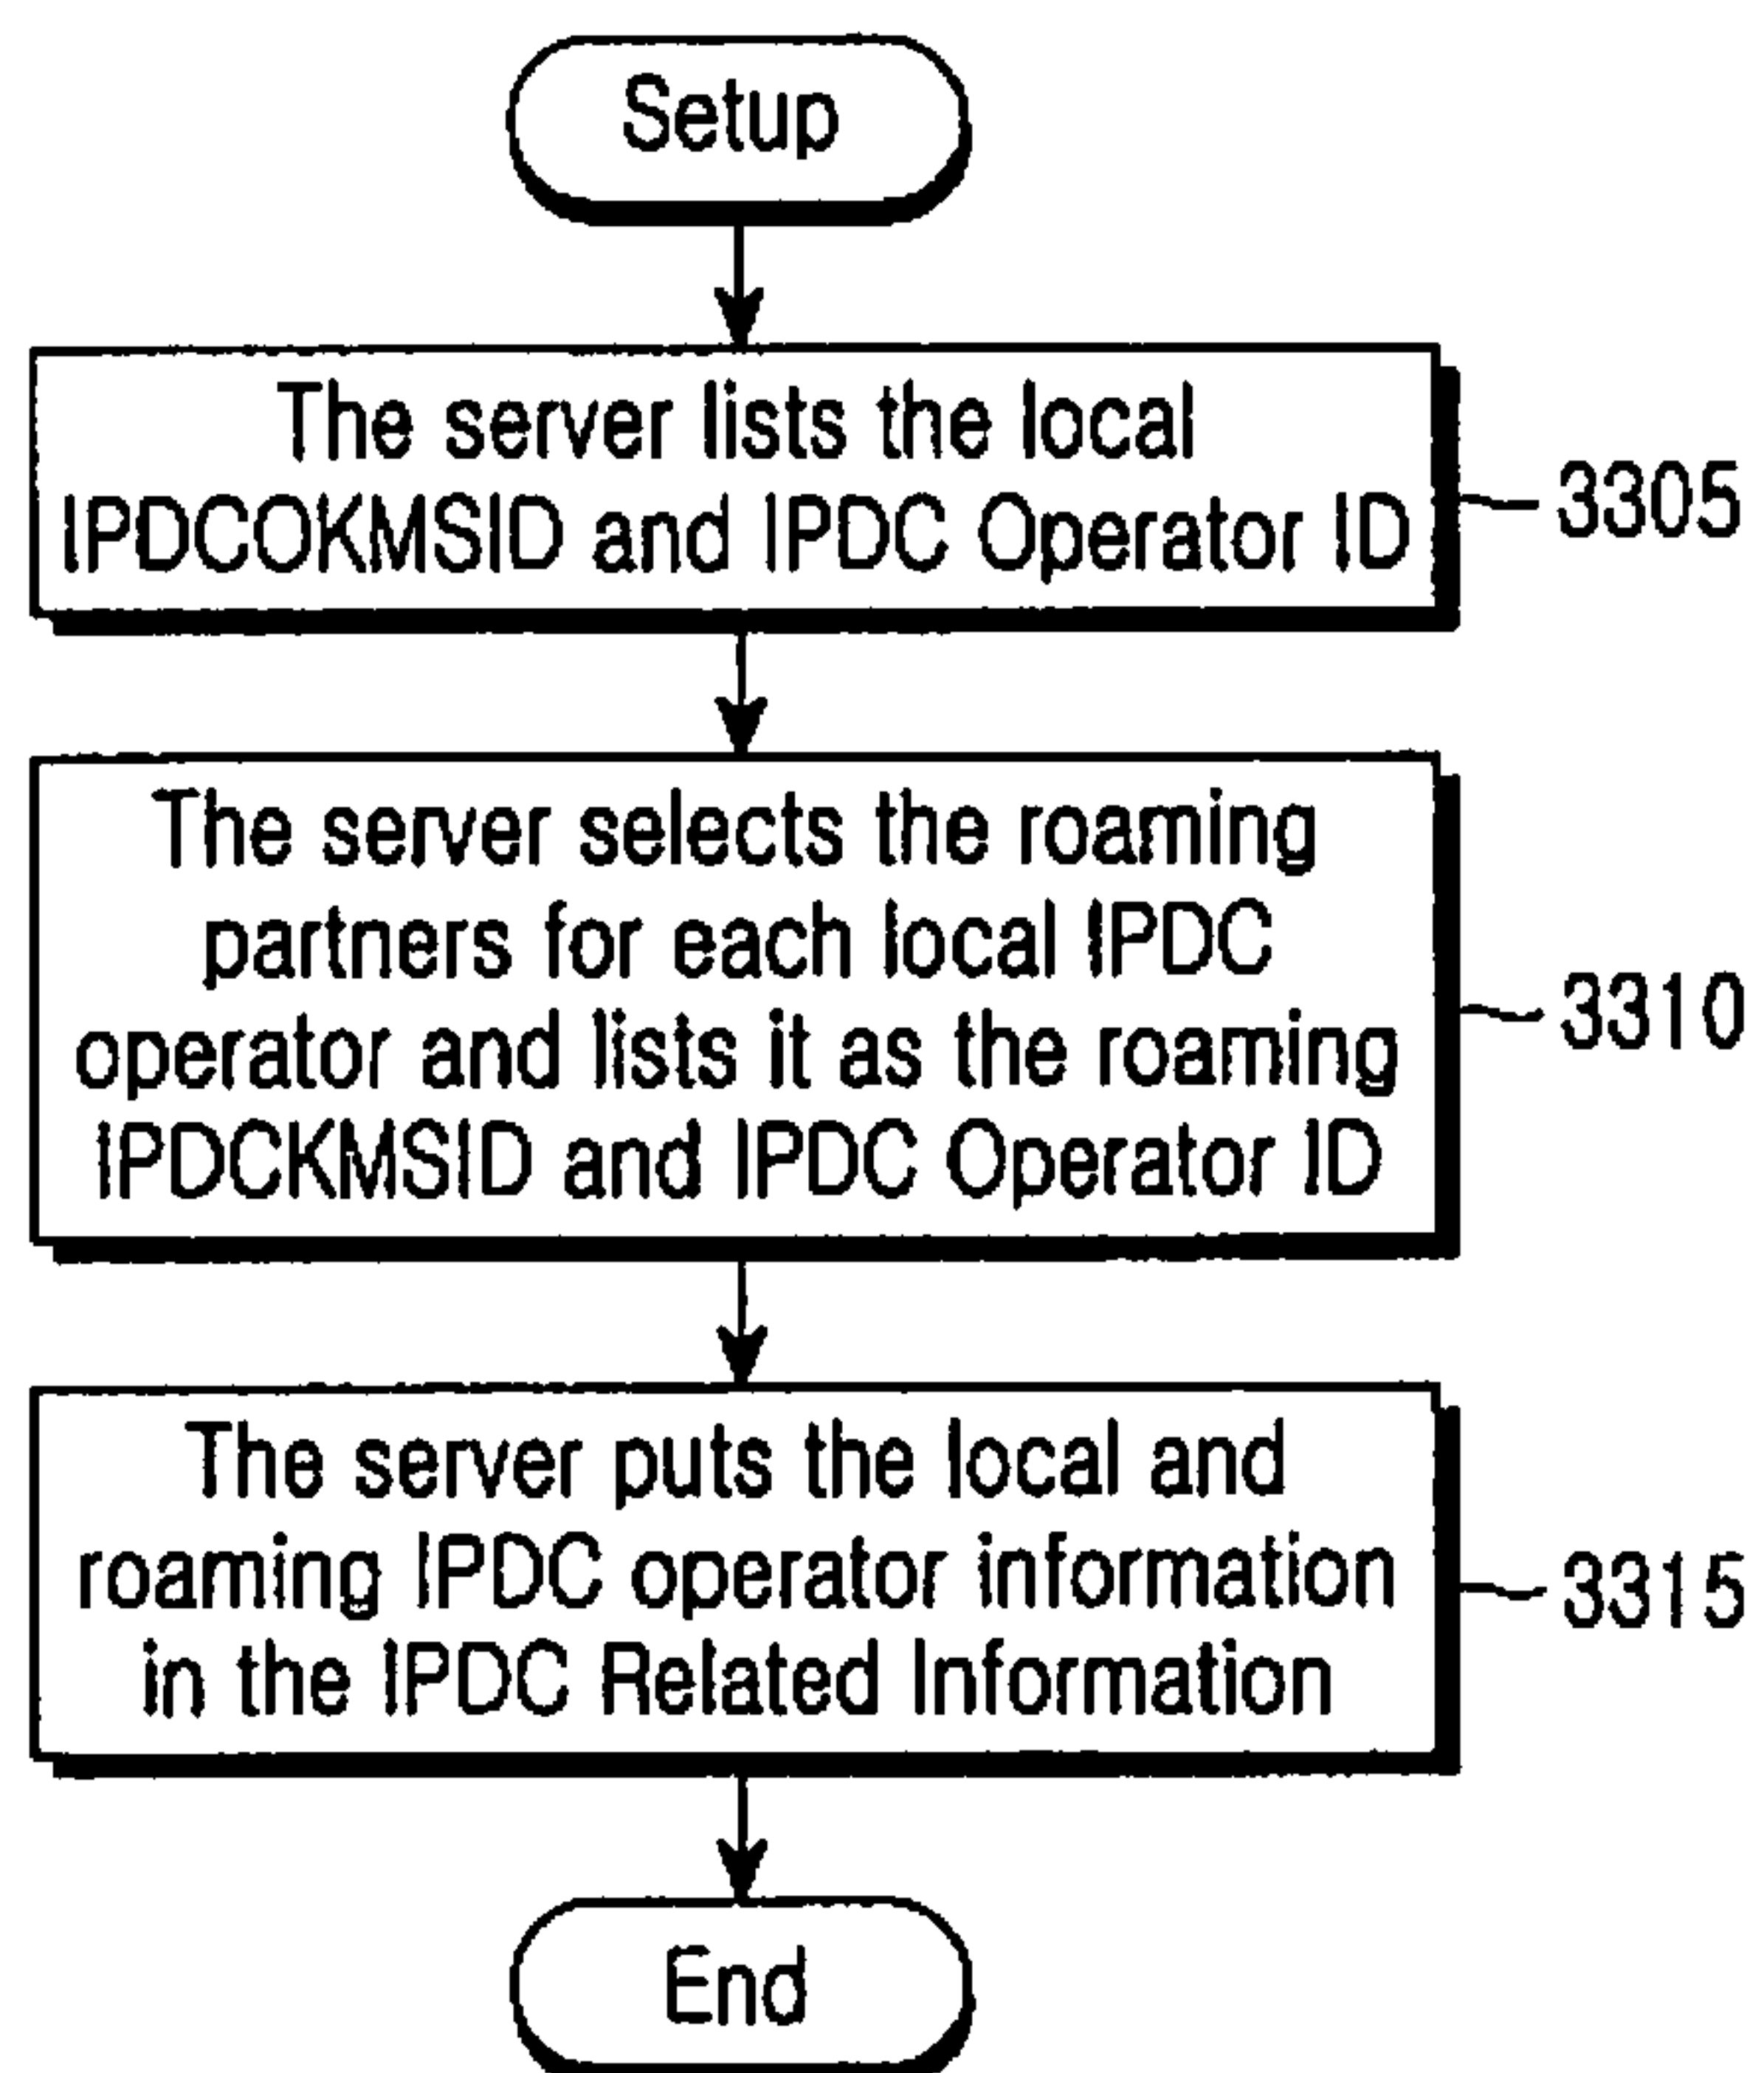 Setup
The server lists the local
IPDCOKMSID and IPDC Operator ID
3305
The server selects the roaming
partners for each local IPDC
operator and lists it as the roaming
IPDCKMSID and IPDC Operator ID
3310
The server puts the local and
roaming IPDC operator information
in the IPDC Related Information
3315
End